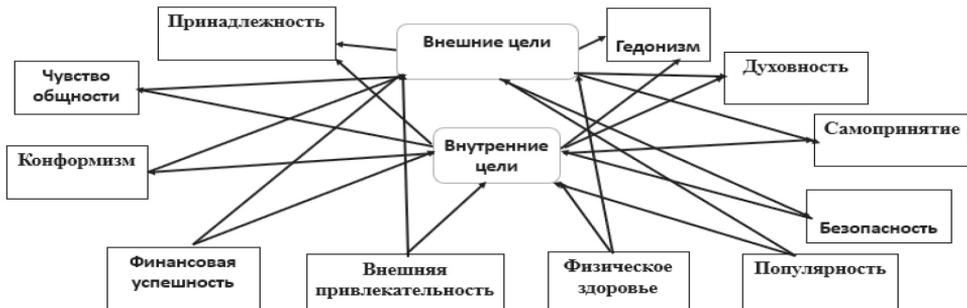 Принадлежность
Внешние цели
Гедонизм
Чувство
общности
Духовность
Конформизм
Внутренние
цели
Самопринятие
Безопасность
Финансовая
успешность
Внешняя
привлекательность
Физическое
здоровье
Популярность